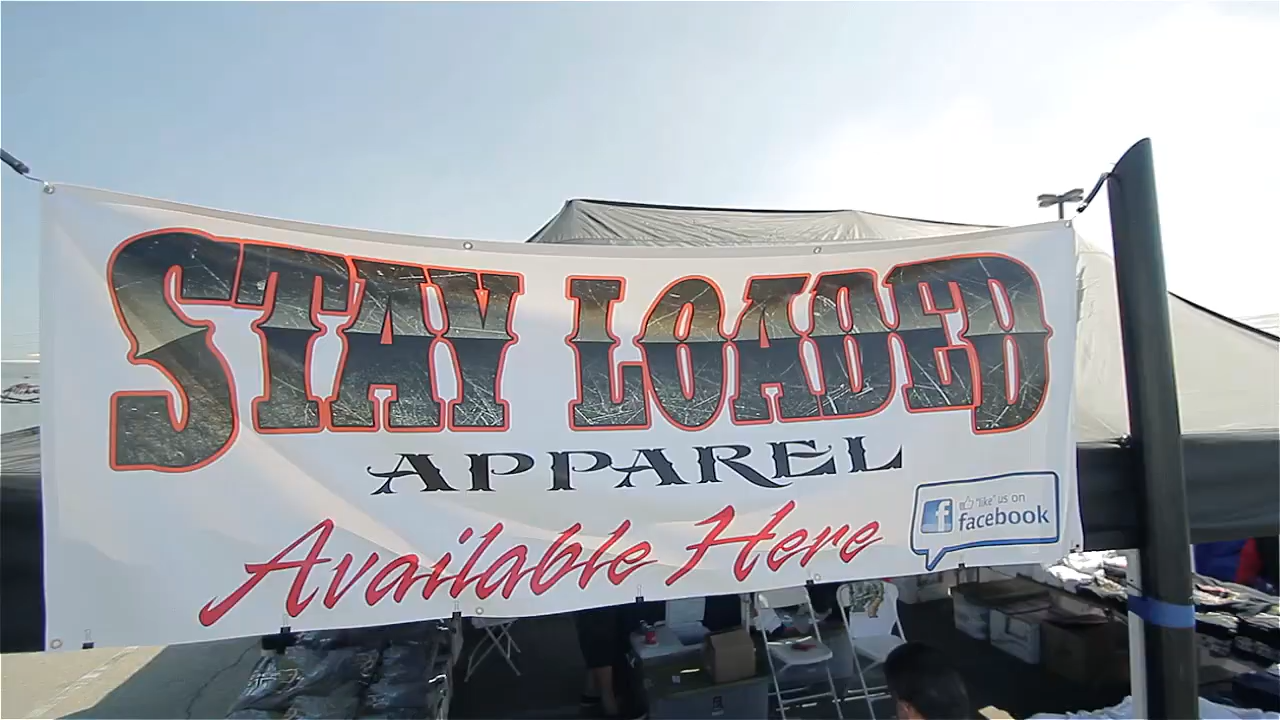 STAY LOADED
APPAREL
Available Here
"like" us on
facebook